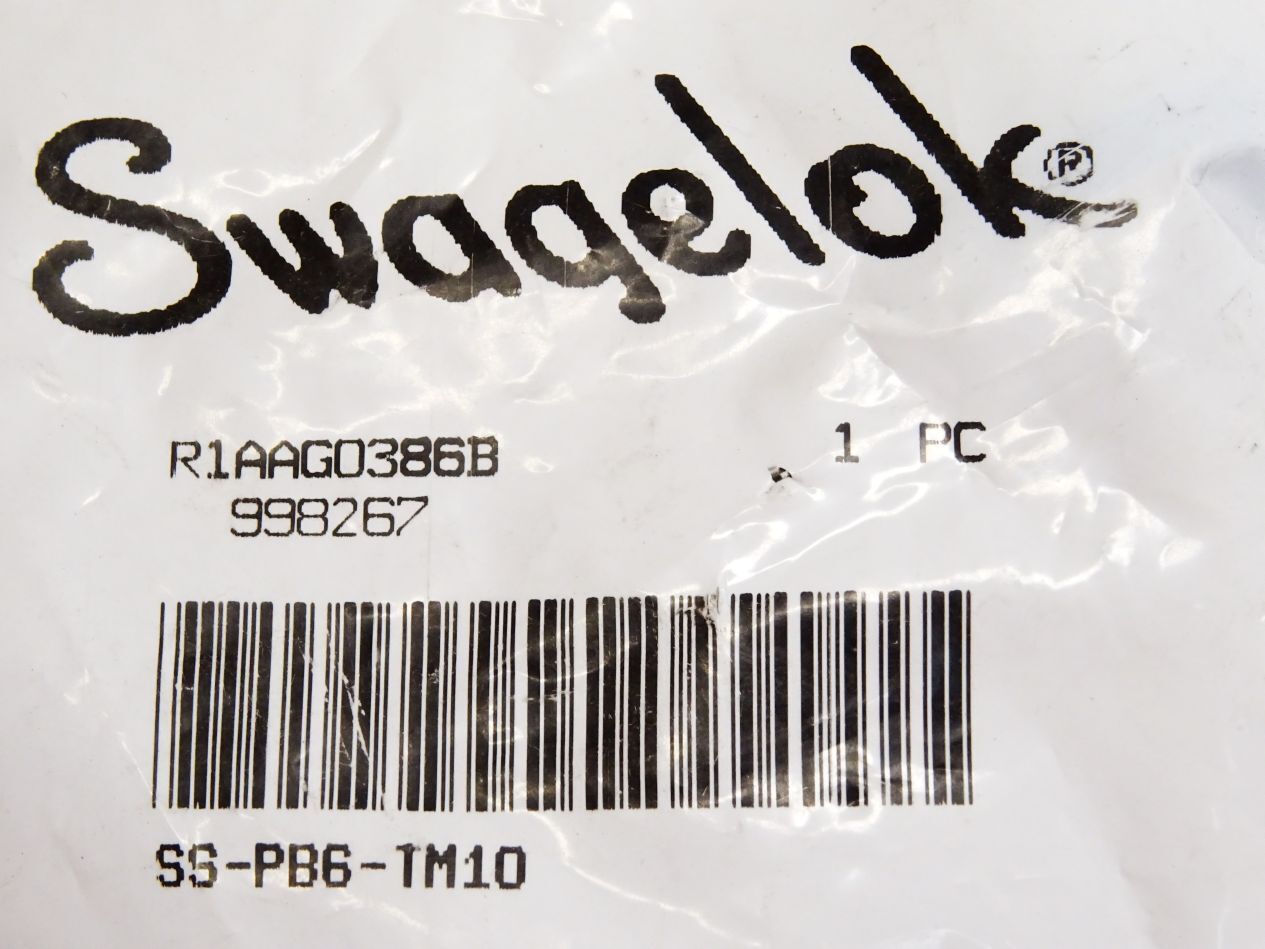 Swagelok®
R1AAG0386B 1 PC
998267
SS-PB6-TM10